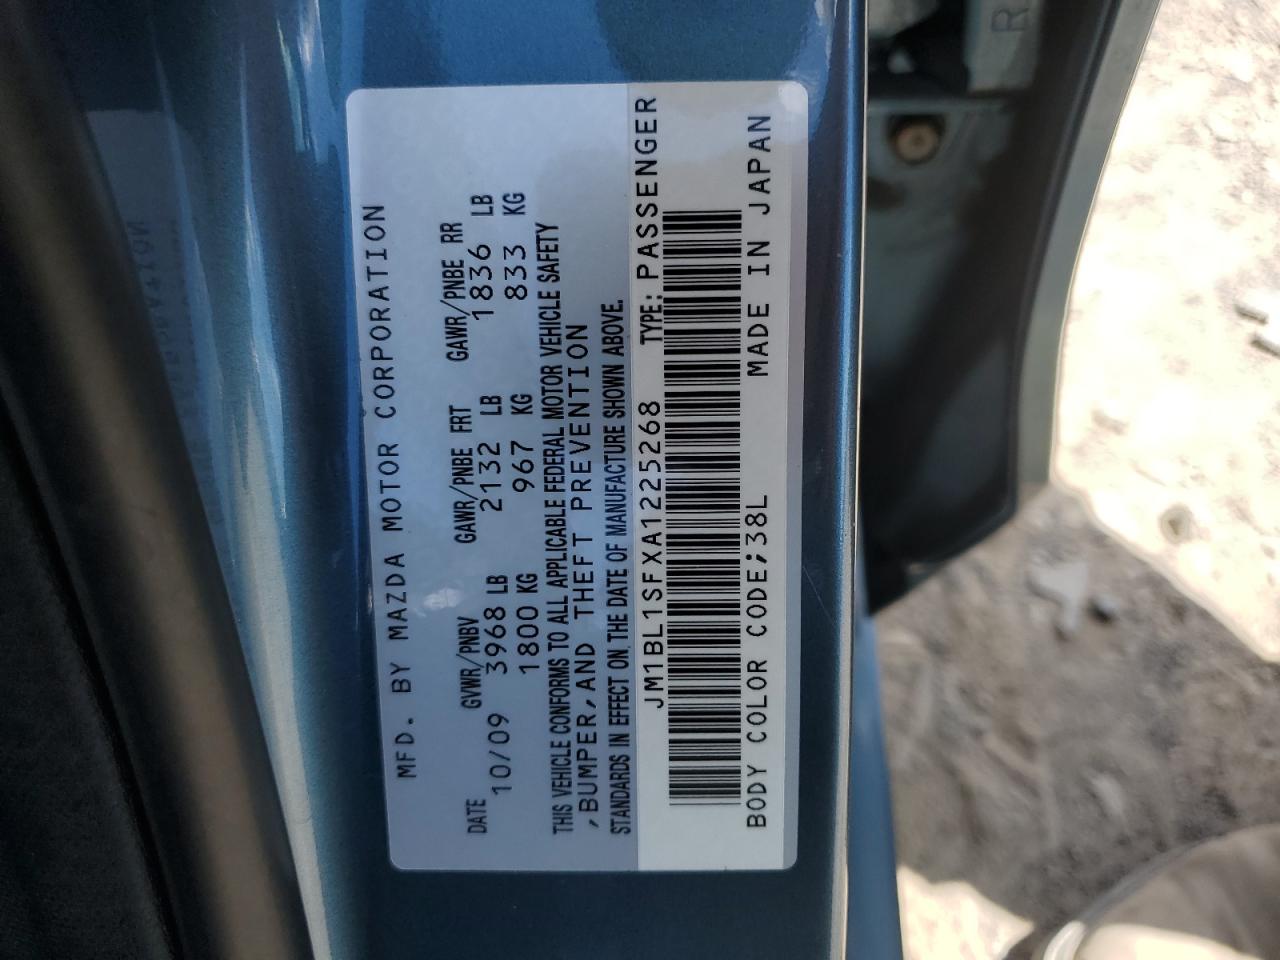 MFD. BY MAZDA MOTOR CORPORATION
DATE GVWR/PNBV GAWR/PNBE FRT GAWR/PNBE RR
10/09 3968 LB 2132 LB 1836 LB
1800 KG 967 KG 833 KG
THIS VEHICLE CONFORMS TO ALL APPLICABLE FEDERAL MOTOR VEHICLE SAFETY
,BUMPER,AND THEFT PREVENTION
STANDARDS IN EFFECT ON THE DATE OF MANUFACTURE SHOWN ABOVE.
JM1BL1SFXA1225268 TYPE: PASSENGER
BODY COLOR CODE;38L MADE IN JAPAN
R